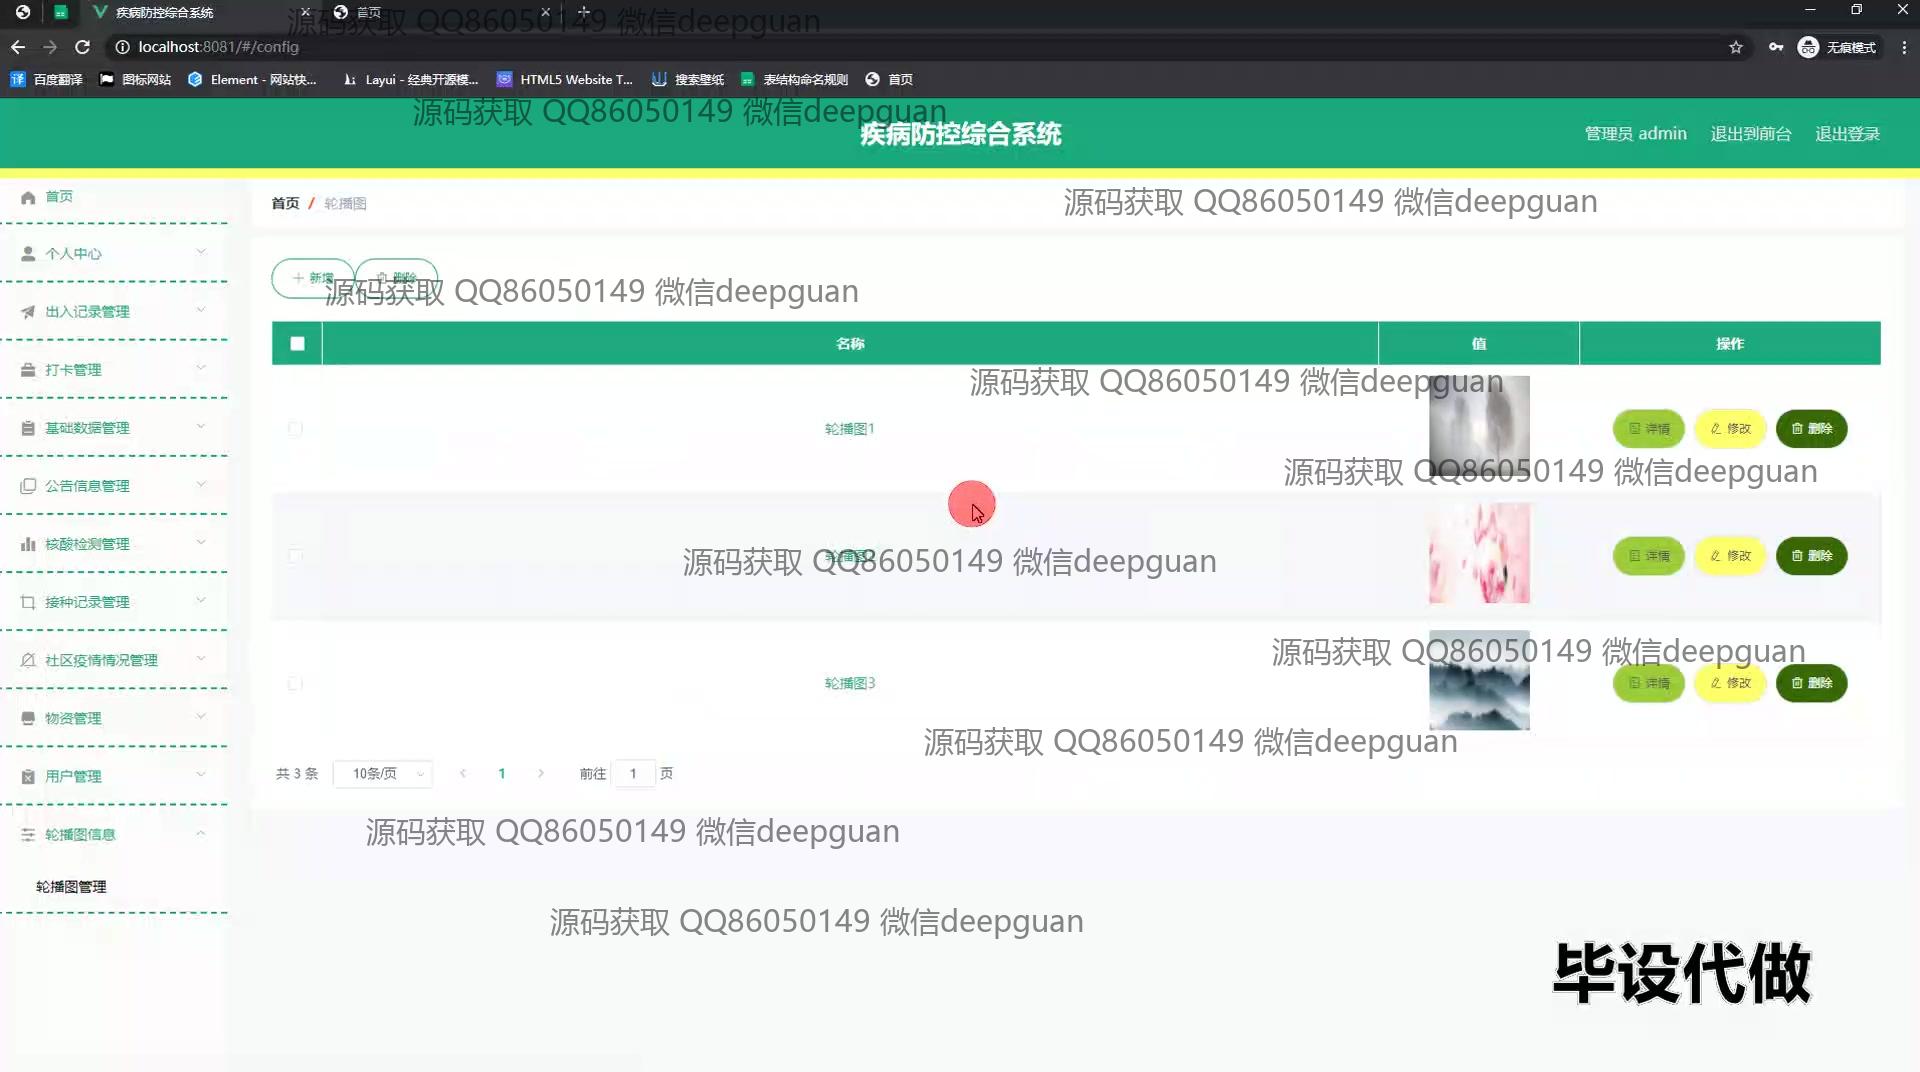 疾病防控综合系统
首页
localhost:8081/#/config
无痕模式
百度翻译 图标网站 Element - 网站快... Layui - 经典开源模... HTML5 Website T... 搜索壁纸 表结构命名规则 首页
疾病防控综合系统
管理员 admin 退出到前台 退出登录
首页
个人中心
出入记录管理
打卡管理
基础数据管理
公告信息管理
核酸检测管理
接种记录管理
社区疫情情况管理
物资管理
用户管理
轮播图信息
轮播图管理
首页 / 轮播图
新增 删除
名称 值 操作
轮播图1 详情 修改 删除
轮播图2 详情 修改 删除
轮播图3 详情 修改 删除
共 3 条 10条/页 1 前往 1 页
源码获取 QQ86050149 微信deepguan
源码获取 QQ86050149 微信deepguan
源码获取 QQ86050149 微信deepguan
源码获取 QQ86050149 微信deepguan
源码获取 QQ86050149 微信deepguan
源码获取 QQ86050149 微信deepguan
源码获取 QQ86050149 微信deepguan
源码获取 QQ86050149 微信deepguan
源码获取 QQ86050149 微信deepguan
源码获取 QQ86050149 微信deepguan
源码获取 QQ86050149 微信deepguan
毕设代做